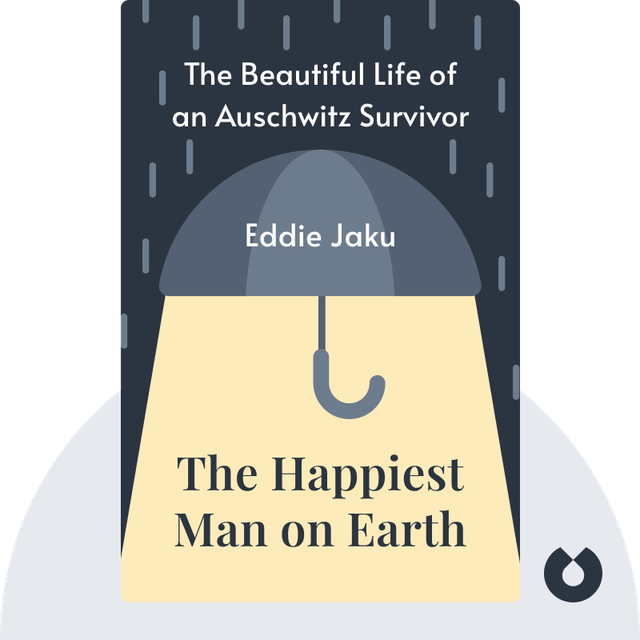 The Beautiful Life of
an Auschwitz Survivor
Eddie Jaku
The Happiest
Man on Earth